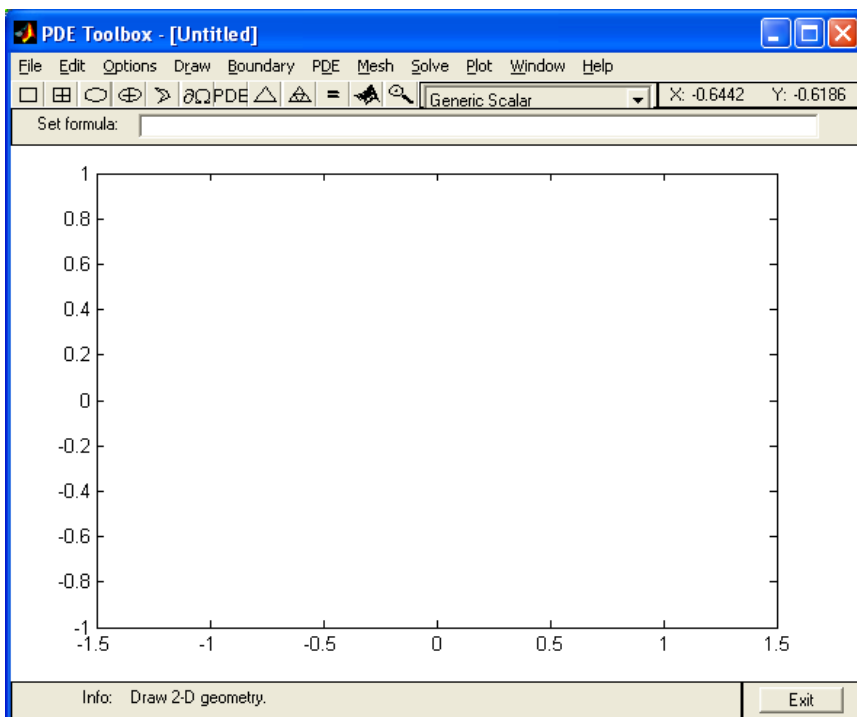 PDE Toolbox - [Untitled]
File Edit Options Draw Boundary PDE Mesh Solve Plot Window Help
∂Ω PDE = Generic Scalar X: -0.6442 Y: -0.6186
Set formula:
1
0.8
0.6
0.4
0.2
0
-0.2
-0.4
-0.6
-0.8
-1
-1.5 -1 -0.5 0 0.5 1 1.5
Info: Draw 2-D geometry. Exit